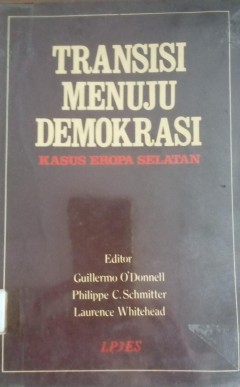 TRANSISI
MENUJU
DEMOKRASI
KASUS EROPA SELATAN
Editor
Guillermo O'Donnell
Philippe C. Schmitter
Laurence Whitehead
LP3ES